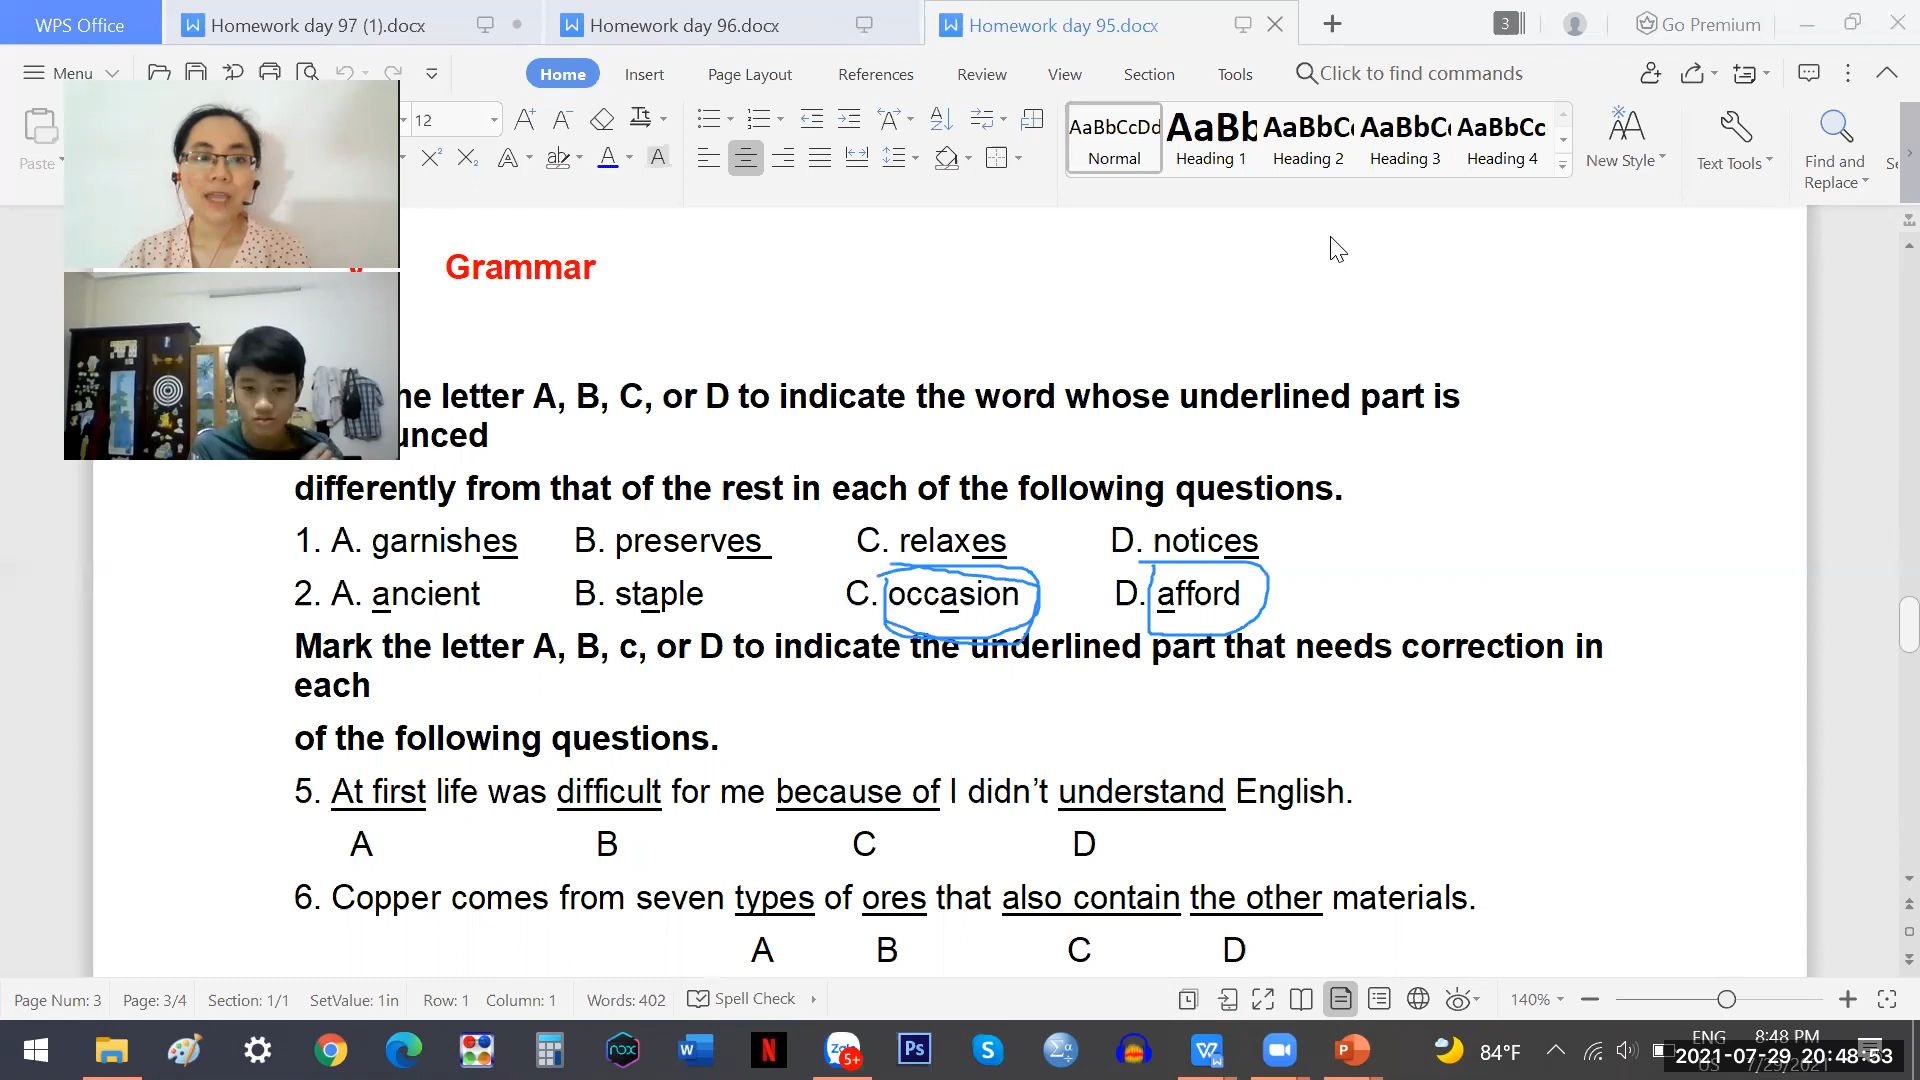 WPS Office
Homework day 97 (1).docx
Homework day 96.docx
Homework day 95.docx
3
Go Premium
Menu
Home
Insert
Page Layout
References
Review
View
Section
Tools
Click to find commands
Paste
12
AaBbCcDd
AaBb
AaBbC
AaBbC
AaBbCc
Normal
Heading 1
Heading 2
Heading 3
Heading 4
New Style
Text Tools
Find and
Replace
Grammar
he letter A, B, C, or D to indicate the word whose underlined part is
unced
differently from that of the rest in each of the following questions.
1. A. garnishes B. preserves C. relaxes D. notices
2. A. ancient B. staple C. occasion D. afford
Mark the letter A, B, c, or D to indicate the underlined part that needs correction in
each
of the following questions.
5. At first life was difficult for me because of I didn’t understand English.
A B C D
6. Copper comes from seven types of ores that also contain the other materials.
A B C D
Page Num: 3 Page: 3/4 Section: 1/1 SetValue: 1in Row: 1 Column: 1 Words: 402 Spell Check 140%
84°F
ENG
8:48 PM
2021-07-29 20:48:53